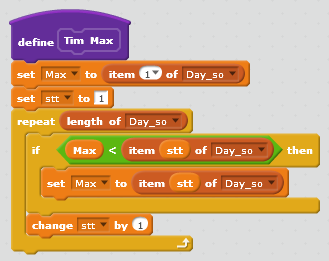 define Tim Max
set Max to item 1 of Day_so
set stt to 1
repeat length of Day_so
if Max < item stt of Day_so then
set Max to item stt of Day_so
change stt by 1